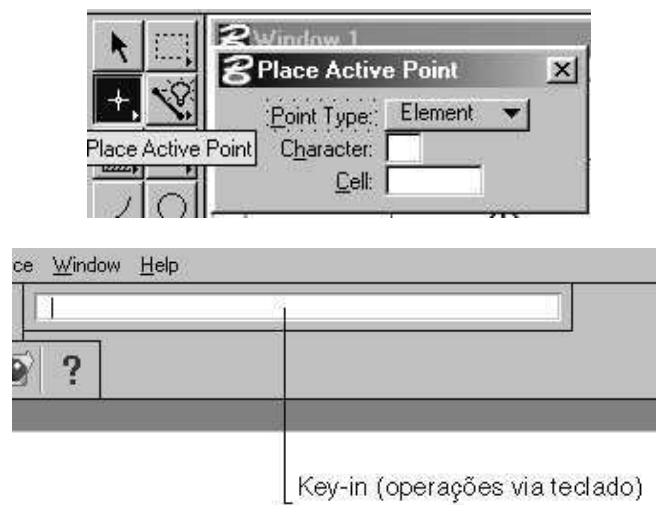 Window 1
Place Active Point
Point Type: Element
Place Active Point
Character:
Cell:
ce Window Help
?
Key-in (operações via teclado)